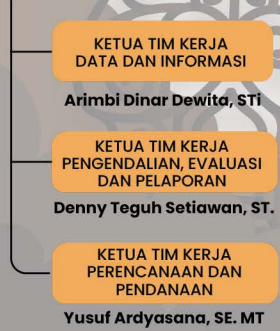 KETUA TIM KERJA
DATA DAN INFORMASI
Arimbi Dinar Dewita, STi
KETUA TIM KERJA
PENGENDALIAN, EVALUASI
DAN PELAPORAN
Denny Teguh Setiawan, ST.
KETUA TIM KERJA
PERENCANAAN DAN
PENDANAAN
Yusuf Ardyasana, SE. MT